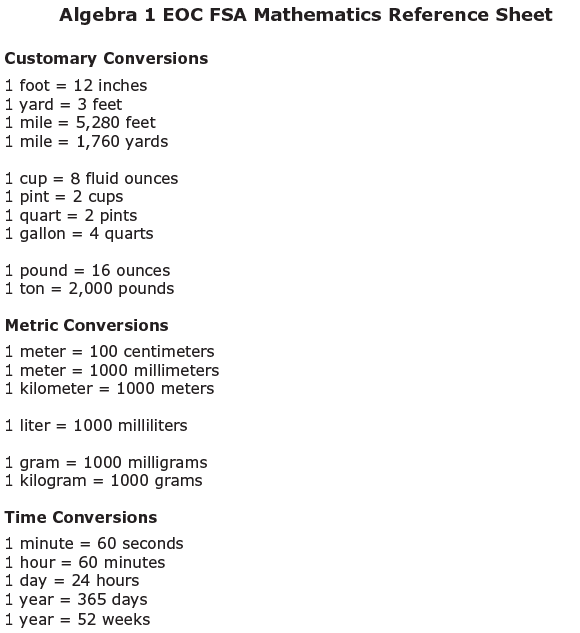 Algebra 1 EOC FSA Mathematics Reference Sheet
Customary Conversions
1 foot = 12 inches
1 yard = 3 feet
1 mile = 5,280 feet
1 mile = 1,760 yards
1 cup = 8 fluid ounces
1 pint = 2 cups
1 quart = 2 pints
1 gallon = 4 quarts
1 pound = 16 ounces
1 ton = 2,000 pounds
Metric Conversions
1 meter = 100 centimeters
1 meter = 1000 millimeters
1 kilometer = 1000 meters
1 liter = 1000 milliliters
1 gram = 1000 milligrams
1 kilogram = 1000 grams
Time Conversions
1 minute = 60 seconds
1 hour = 60 minutes
1 day = 24 hours
1 year = 365 days
1 year = 52 weeks